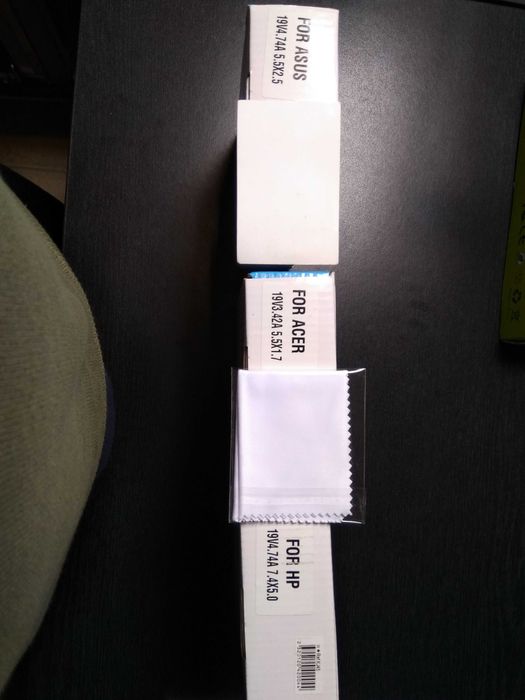 FOR ASUS
19V4.74A 5.5X2.5
FOR ACER
19V3.42A 5.5X1.7
FOR HP
19V4.74A 7.4X5.0